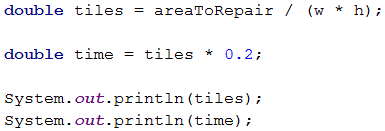 double tiles = areaToRepair / (w * h);
double time = tiles * 0.2;
System.out.println(tiles);
System.out.println(time);